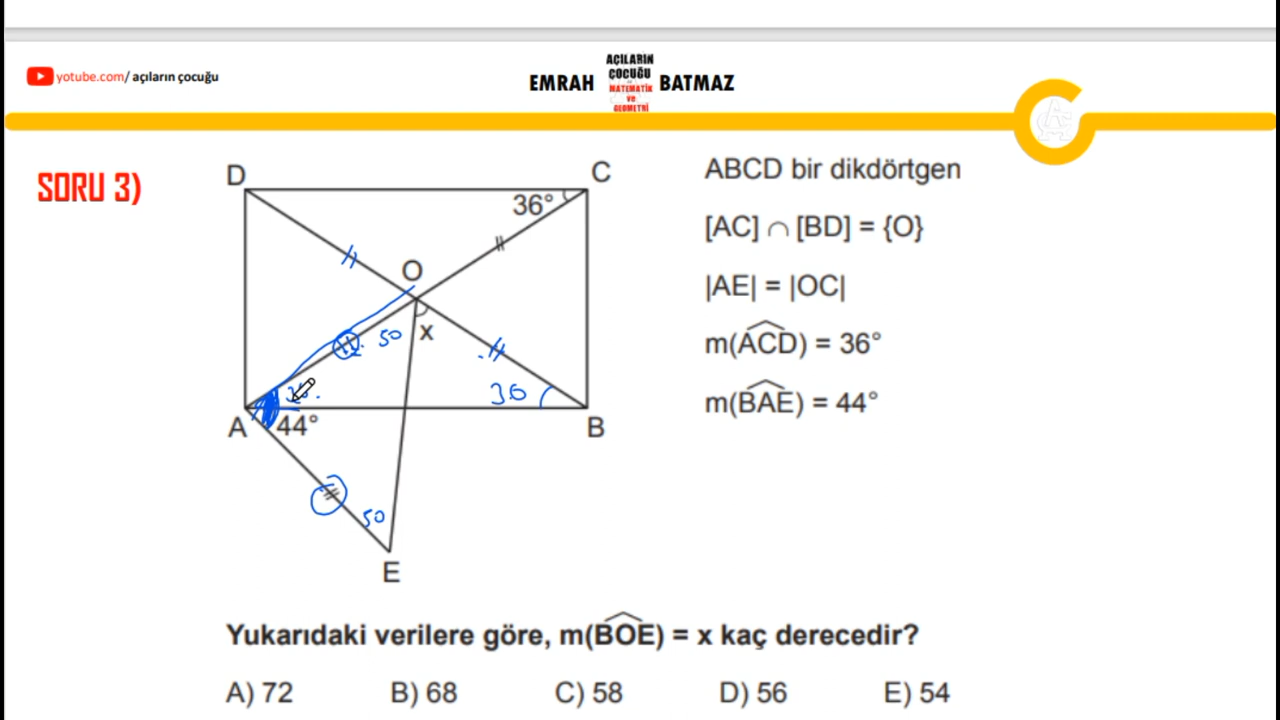 yotube.com/ açıların çocuğu
EMRAH
AÇILARIN
ÇOCUĞU
MATEMATİK
ve
GEOMETRİ
BATMAZ
SORU 3)
D
C
36°
O
50
x
36
A
44°
B
50
E
ABCD bir dikdörtgen
[AC] ∩ [BD] = {O}
|AE| = |OC|
m(ACD) = 36°
m(BAE) = 44°
Yukarıdaki verilere göre, m(BOE) = x kaç derecedir?
A) 72 B) 68 C) 58 D) 56 E) 54